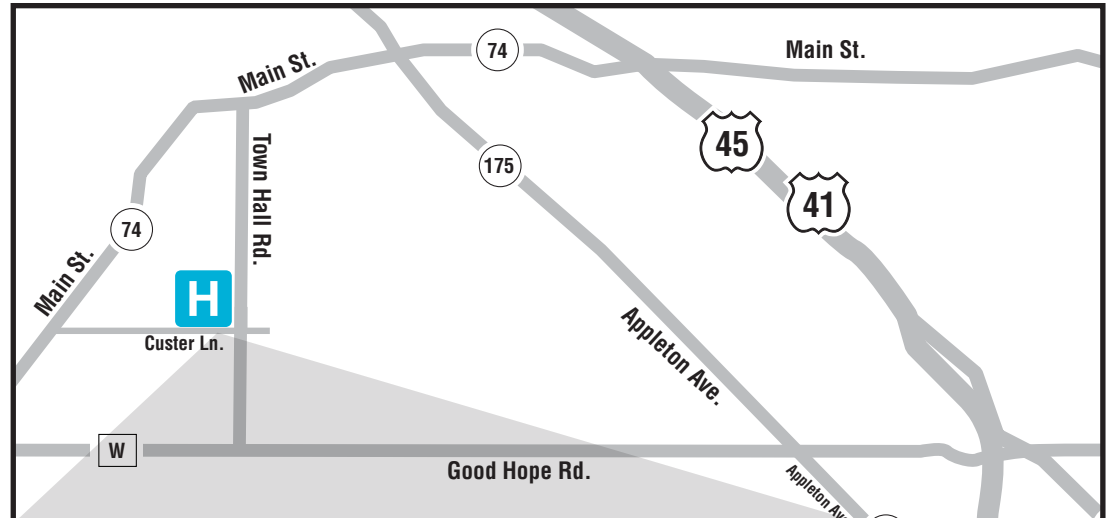 74
Main St.
Main St.
45
175
Town Hall Rd.
41
74
Main St.
H
Custer Ln.
Appleton Ave.
W
Good Hope Rd.
Appleton Ave